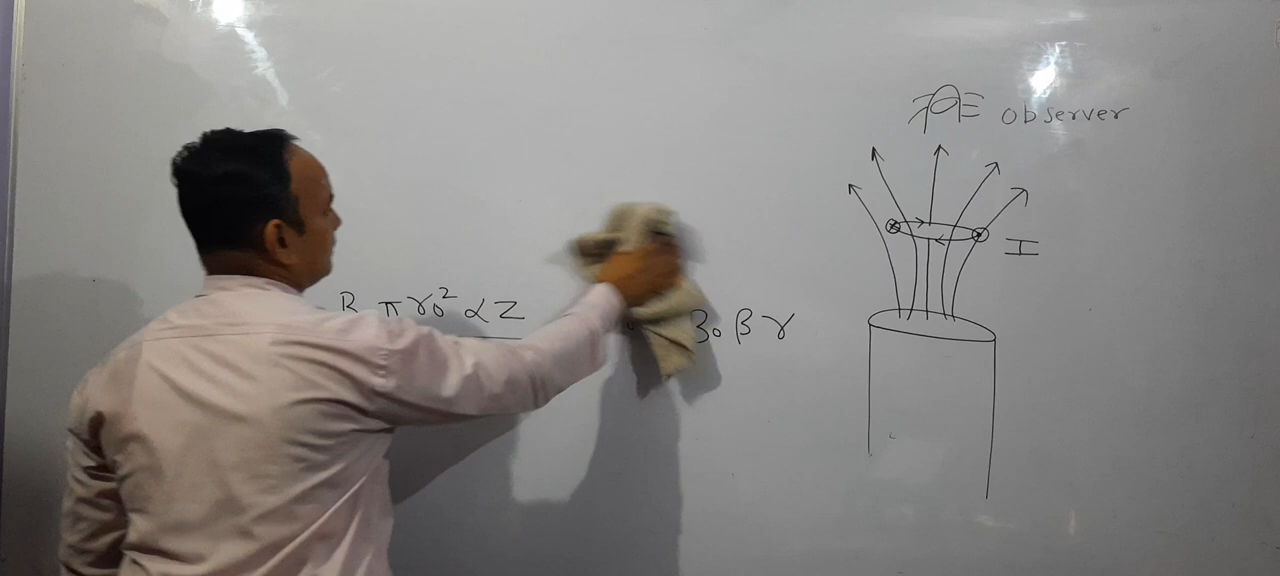 observer
I
B π r₀² α Z
B₀ β r